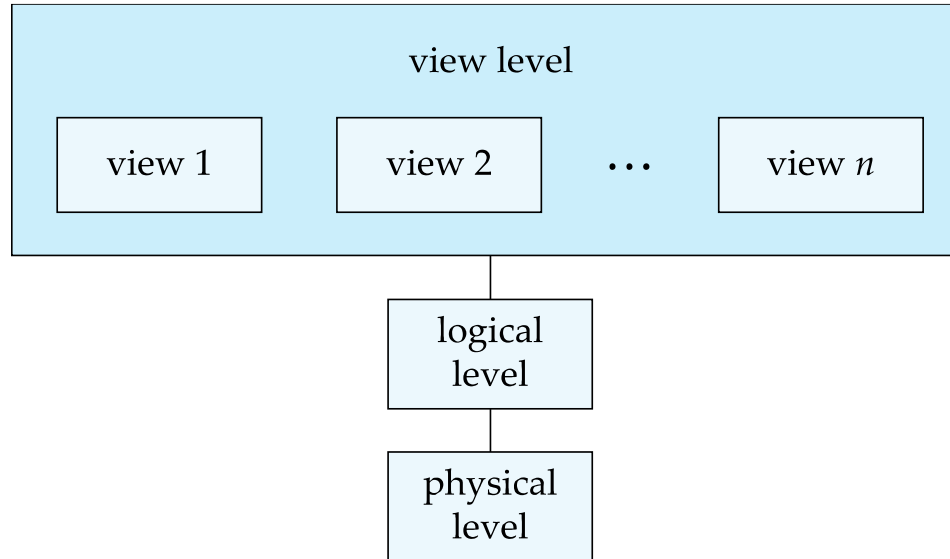 view level
view 1
view 2
...
view n
logical
level
physical
level